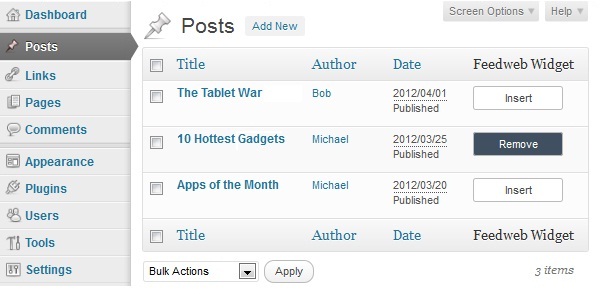 Dashboard
Posts
Links
Pages
Comments
Appearance
Plugins
Users
Tools
Settings
Screen Options Help
Posts Add New
Title Author Date Feedweb Widget
The Tablet War Bob 2012/04/01 Insert
Published
10 Hottest Gadgets Michael 2012/03/25 Remove
Published
Apps of the Month Michael 2012/03/20 Insert
Published
Title Author Date Feedweb Widget
Bulk Actions Apply 3 items